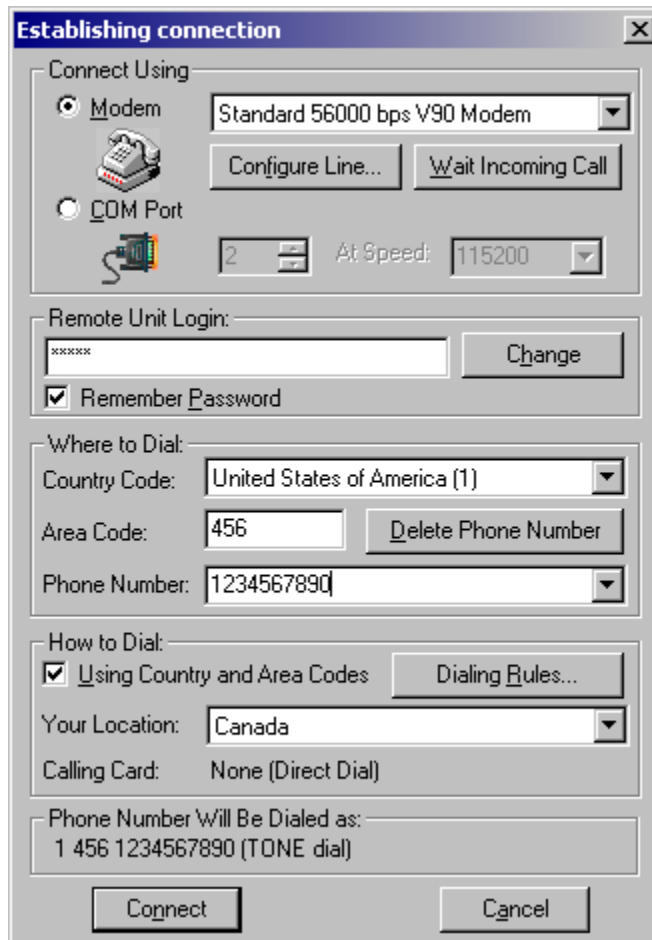 Establishing connection
Connect Using
Modem
Standard 56000 bps V90 Modem
Configure Line...
Wait Incoming Call
COM Port
2
At Speed:
115200
Remote Unit Login:
xxxxx
Change
Remember Password
Where to Dial:
Country Code:
United States of America (1)
Area Code:
456
Delete Phone Number
Phone Number:
1234567890
How to Dial:
Using Country and Area Codes
Dialing Rules...
Your Location:
Canada
Calling Card:
None (Direct Dial)
Phone Number Will Be Dialed as:
1 456 1234567890 (TONE dial)
Connect
Cancel